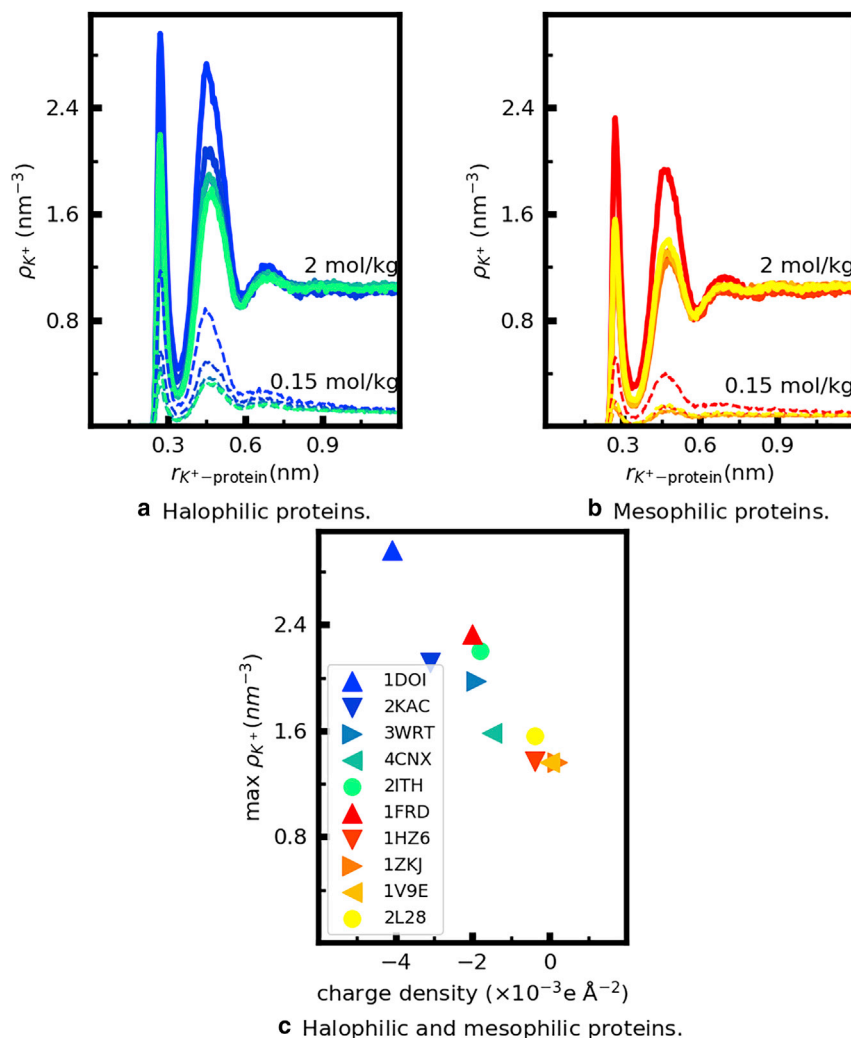 2.4
1.6
0.8
ρK⁺ (nm⁻³)
2 mol/kg
0.15 mol/kg
0.3 0.6 0.9
rK⁺−protein(nm)
a Halophilic proteins.
2.4
1.6
0.8
ρK⁺ (nm⁻³)
2 mol/kg
0.15 mol/kg
0.3 0.6 0.9
rK⁺−protein(nm)
b Mesophilic proteins.
2.4
1.6
0.8
max ρK⁺(nm⁻³)
1DOI
2KAC
3WRT
4CNX
2ITH
1FRD
1HZ6
1ZKJ
1V9E
2L28
−4 −2 0
charge density (×10⁻³e Å⁻²)
c Halophilic and mesophilic proteins.